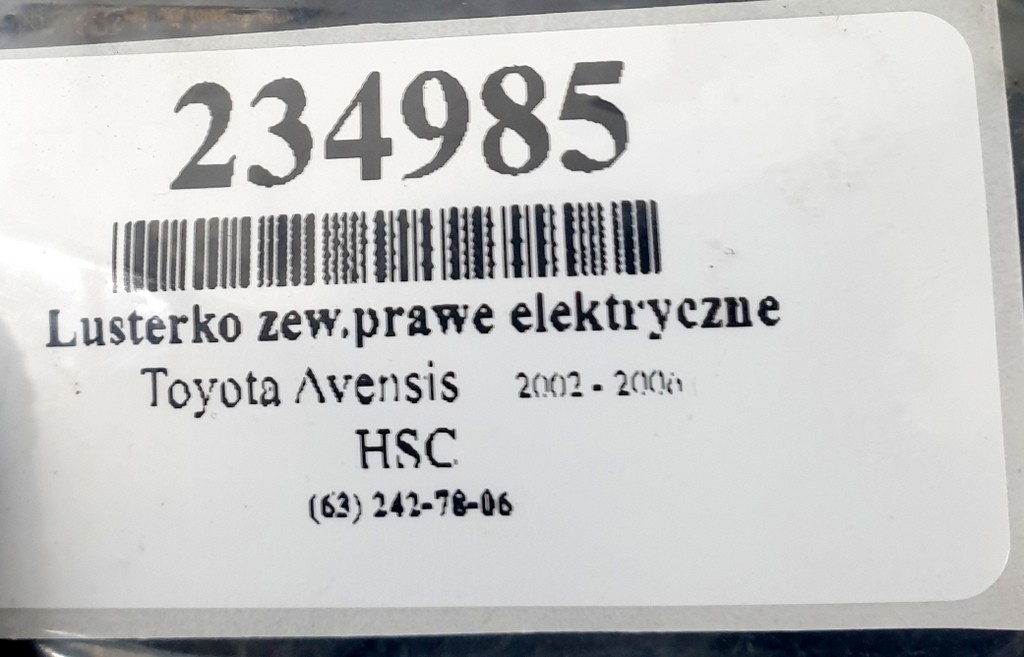 234985
Lusterko zew.prawe elektryczne
Toyota Avensis 2002 - 2006
HSC
(63) 242-78-06